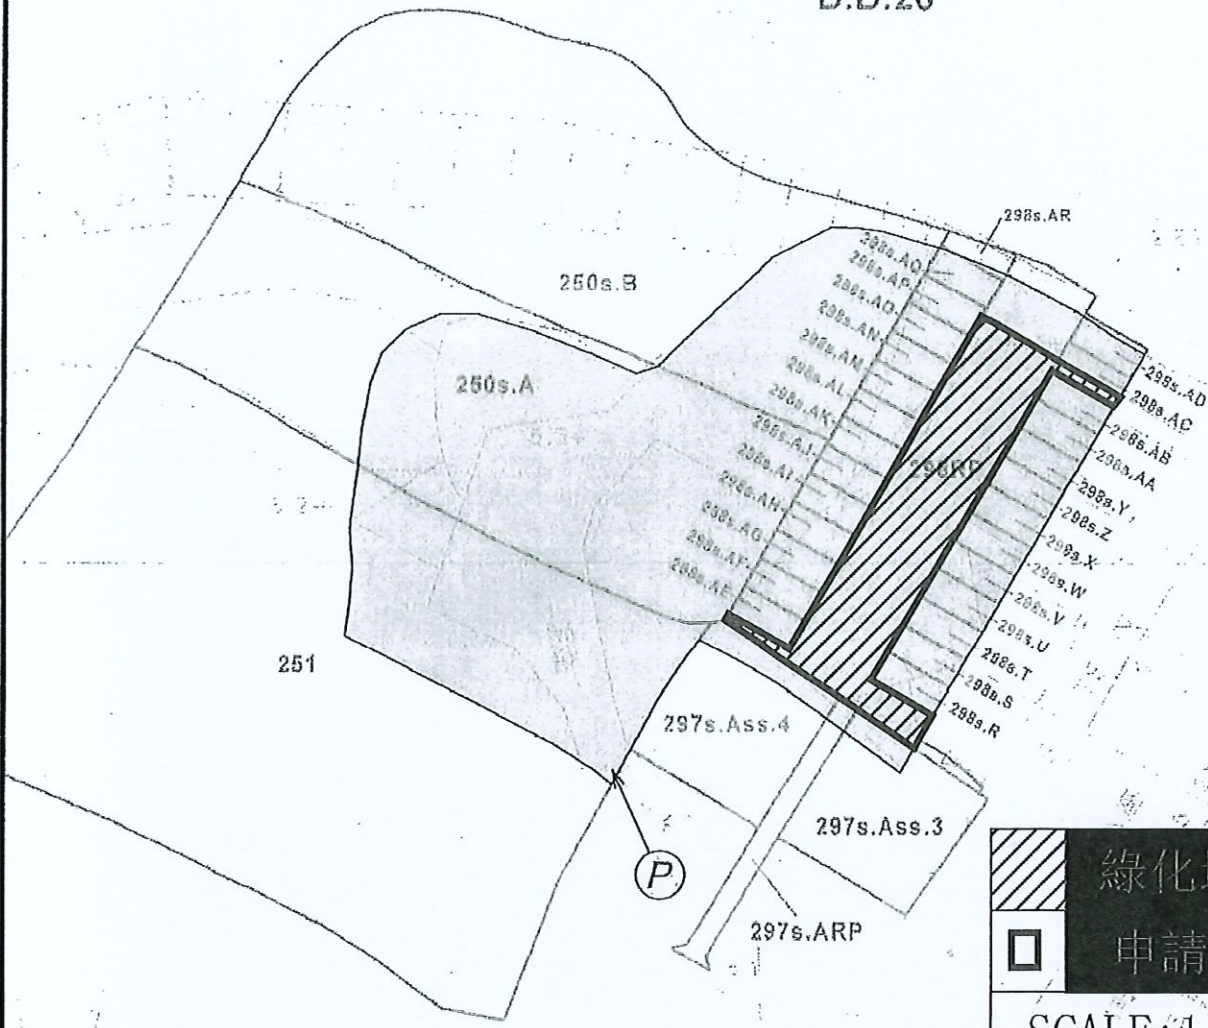 D.D.26
298s.AR
298s.AQ
298s.AP
298s.AO
298s.AN
298s.AM
298s.AL
298s.AK
298s.AJ
298s.AI
298s.AH
298s.AG
298s.AF
298s.AE
250s.B
250s.A
298RP
298s.AD
298s.AC
298s.AB
298s.AA
298s.Y
298s.Z
298s.X
298s.W
298s.V
298s.U
298s.T
298s.S
298s.R
251
297s.Ass.4
297s.Ass.3
P
297s.ARP
綠化
申請
SCALE:1